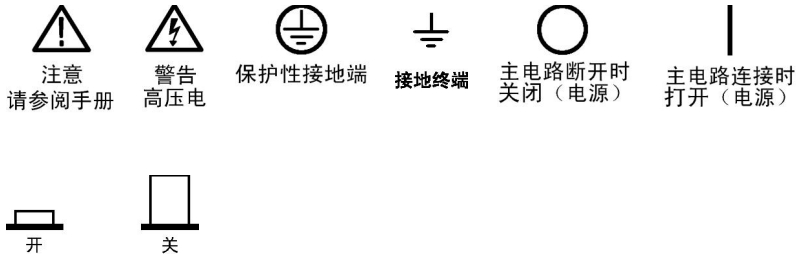 注意
请参阅手册
警告
高压电
保护性接地端
接地终端
主电路断开时
关闭（电源）
主电路连接时
打开（电源）
开
关